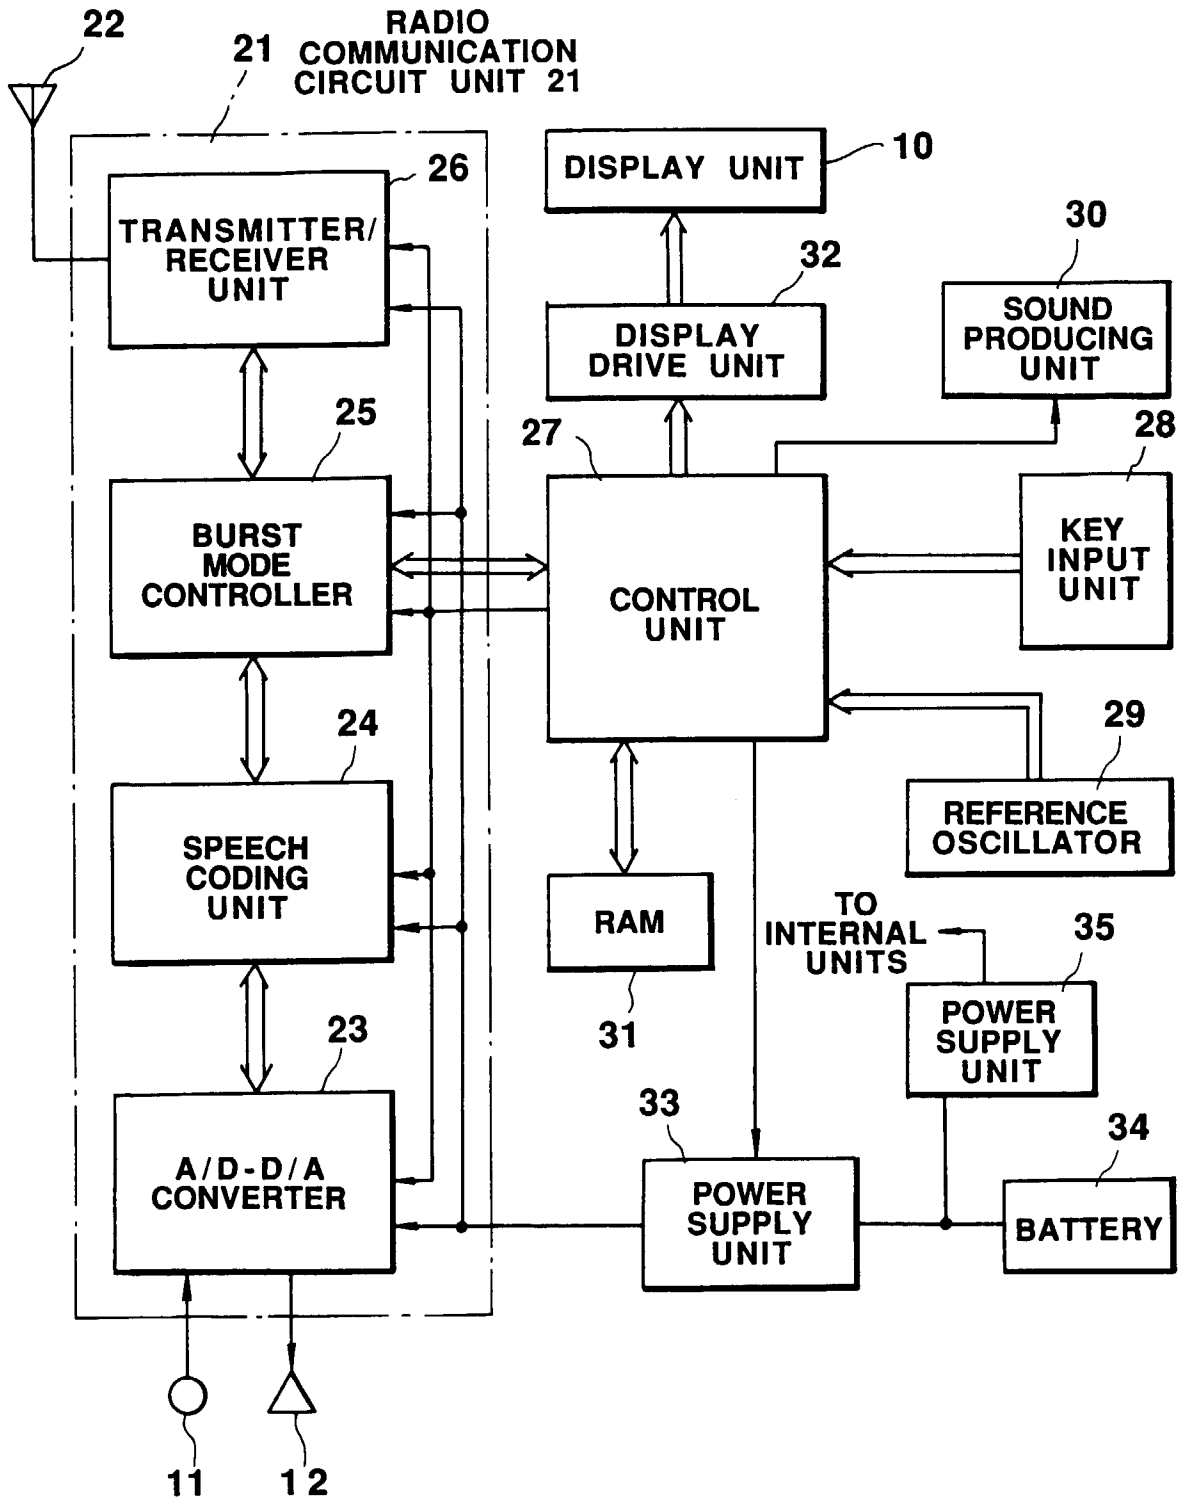 22
21
RADIO
COMMUNICATION
CIRCUIT UNIT 21
26
TRANSMITTER/
RECEIVER
UNIT
10
DISPLAY UNIT
32
DISPLAY
DRIVE UNIT
30
SOUND
PRODUCING
UNIT
25
BURST
MODE
CONTROLLER
27
CONTROL
UNIT
28
KEY
INPUT
UNIT
24
SPEECH
CODING
UNIT
29
REFERENCE
OSCILLATOR
RAM
31
TO
INTERNAL
UNITS
35
POWER
SUPPLY
UNIT
23
A/D-D/A
CONVERTER
33
POWER
SUPPLY
UNIT
34
BATTERY
11
12